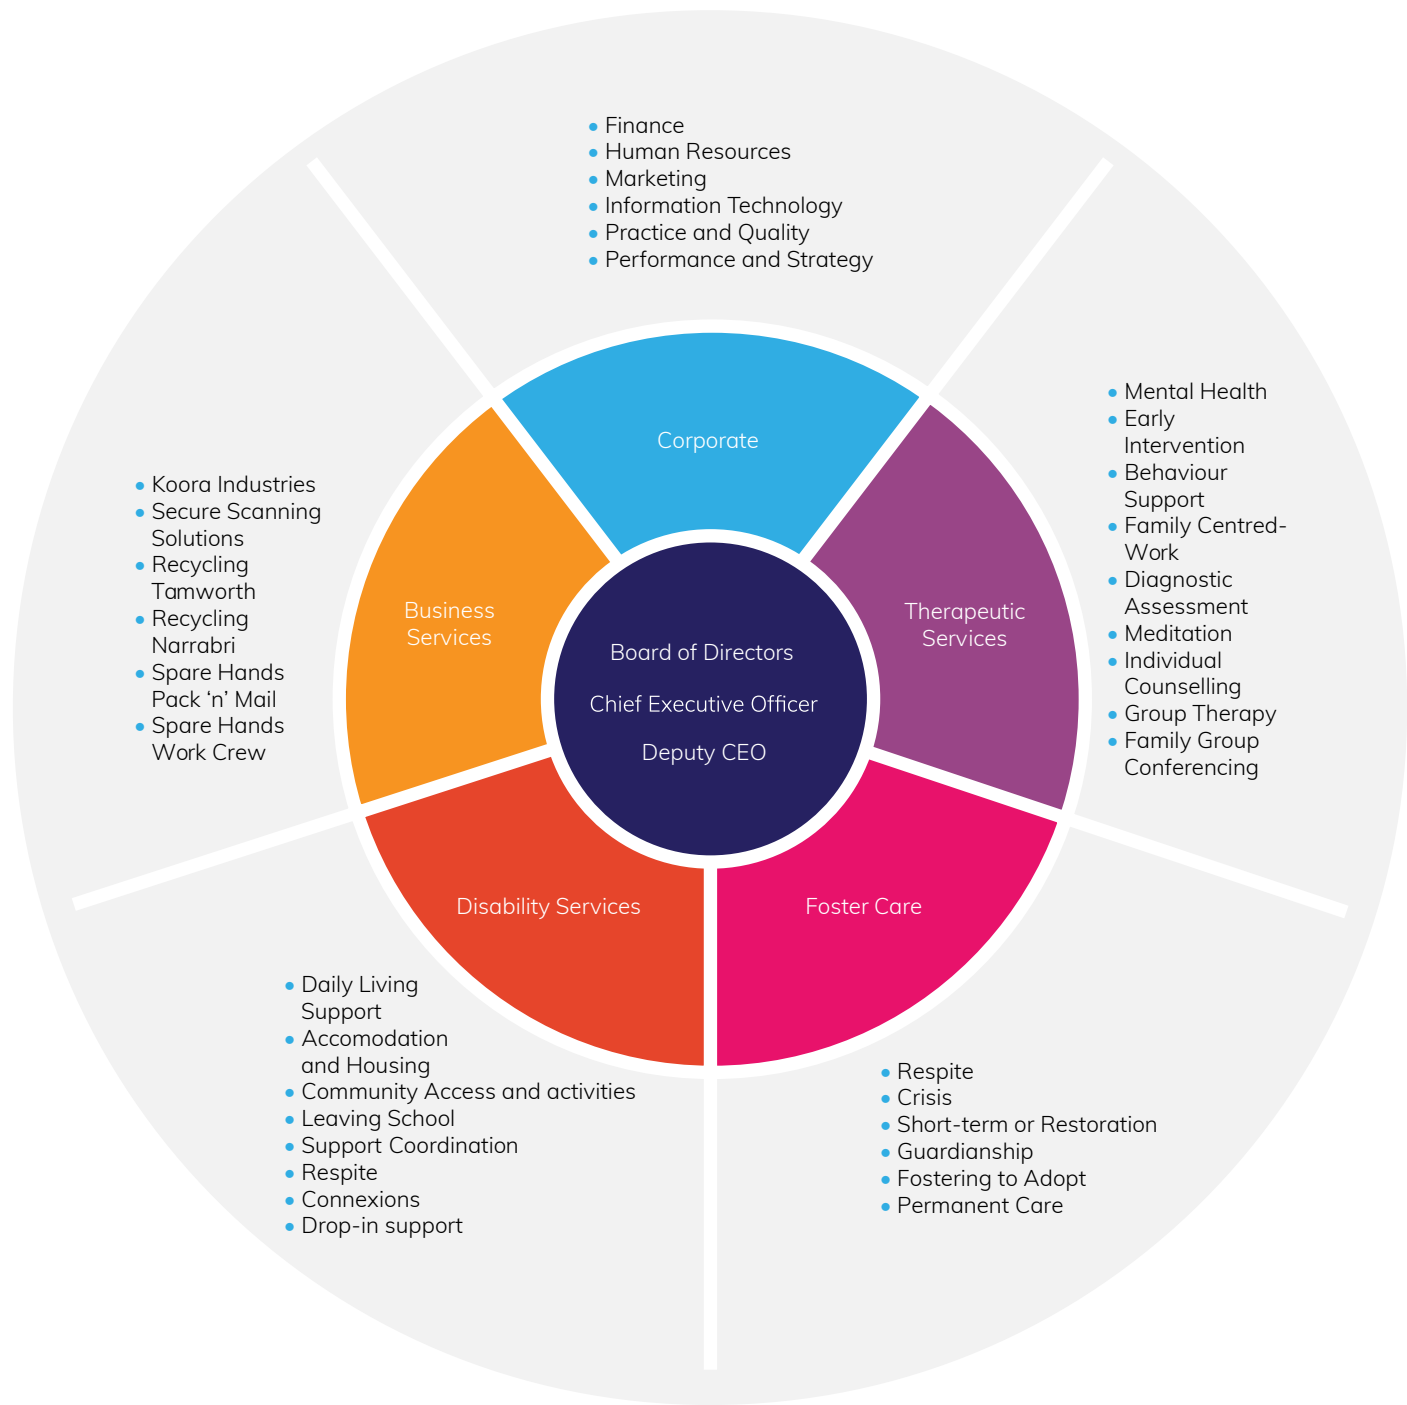 • Finance
• Human Resources
• Marketing
• Information Technology
• Practice and Quality
• Performance and Strategy
Corporate
• Mental Health
• Early
Intervention
• Behaviour
Support
• Family Centred-
Work
• Diagnostic
Assessment
• Meditation
• Individual
Counselling
• Group Therapy
• Family Group
Conferencing
Therapeutic
Services
• Koora Industries
• Secure Scanning
Solutions
• Recycling
Tamworth
• Recycling
Narrabri
• Spare Hands
Pack ‘n’ Mail
• Spare Hands
Work Crew
Business
Services
Board of Directors
Chief Executive Officer
Deputy CEO
Disability Services
• Daily Living
Support
• Accomodation
and Housing
• Community Access and activities
• Leaving School
• Support Coordination
• Respite
• Connexions
• Drop-in support
Foster Care
• Respite
• Crisis
• Short-term or Restoration
• Guardianship
• Fostering to Adopt
• Permanent Care